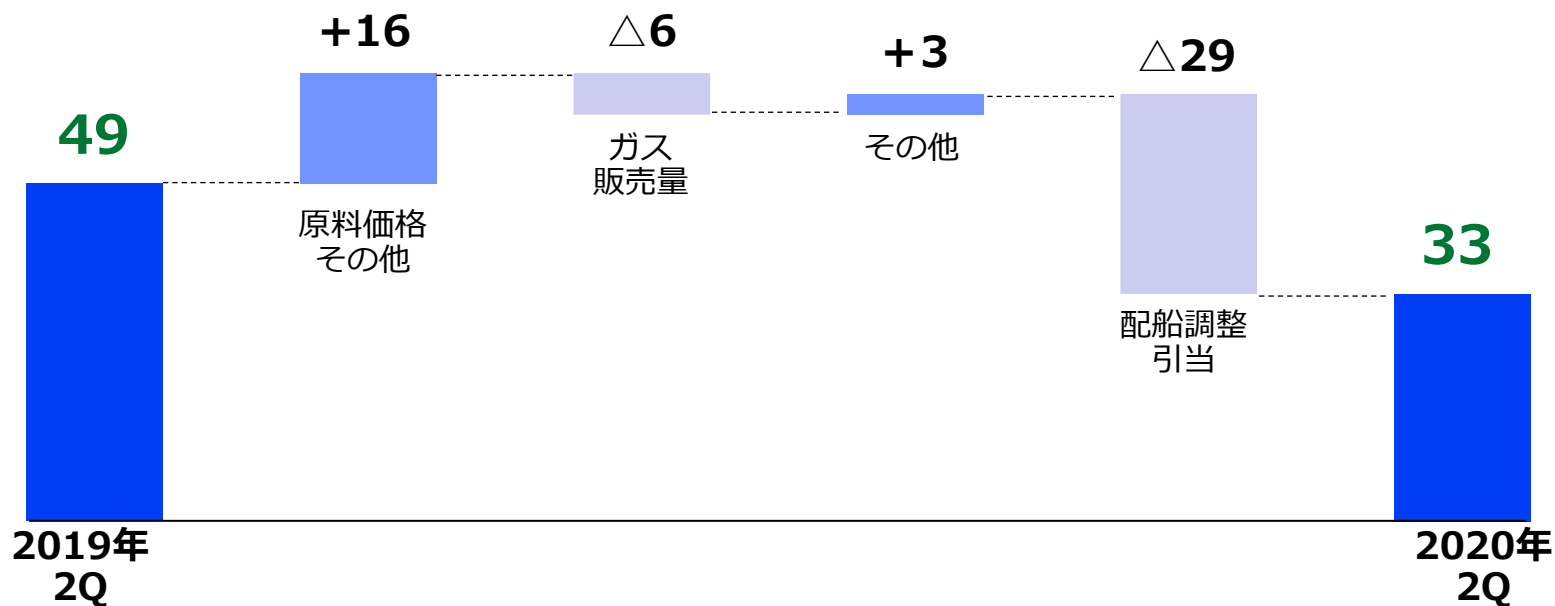 +16
△6
+3
△29
49
ガス
販売量
その他
原料価格
その他
33
配船調整
引当
2019年
2Q
2020年
2Q